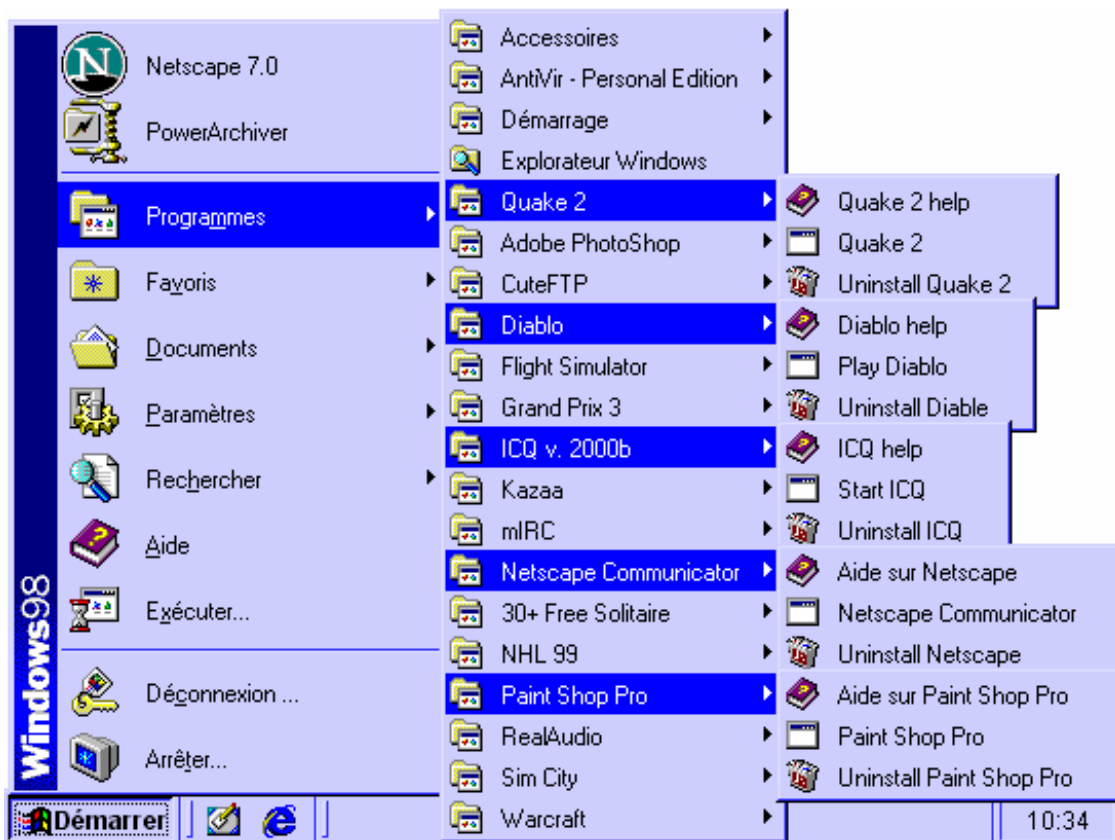 Netscape 7.0
PowerArchiver
Programmes
Favoris
Documents
Paramètres
Rechercher
Aide
Exécuter...
Déconnexion ...
Arrêter...
Windows98
Accessoires
AntiVir - Personal Edition
Démarrage
Explorateur Windows
Quake 2
Adobe PhotoShop
CuteFTP
Diablo
Flight Simulator
Grand Prix 3
ICQ v. 2000b
Kazaa
mIRC
Netscape Communicator
30+ Free Solitaire
NHL 99
Paint Shop Pro
RealAudio
Sim City
Warcraft
Quake 2 help
Quake 2
Uninstall Quake 2
Diablo help
Play Diablo
Uninstall Diable
ICQ help
Start ICQ
Uninstall ICQ
Aide sur Netscape
Netscape Communicator
Uninstall Netscape
Aide sur Paint Shop Pro
Paint Shop Pro
Uninstall Paint Shop Pro
Démarrer
10:34